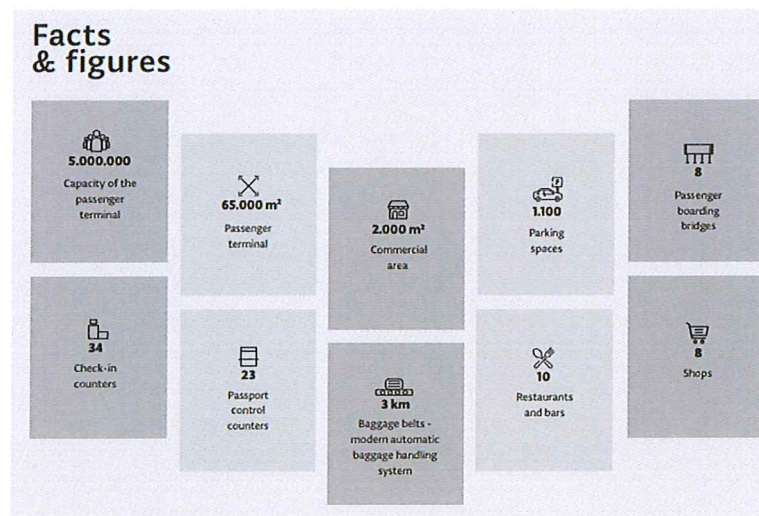 Facts
& figures
5.000.000
Capacity of the
passenger
terminal
65.000 m²
Passenger
terminal
2.000 m²
Commercial
area
P
1.100
Parking
spaces
8
Passenger
boarding
bridges
34
Check-in
counters
23
Passport
control
counters
3 km
Baggage belts -
modern automatic
baggage handling
system
10
Restaurants
and bars
8
Shops